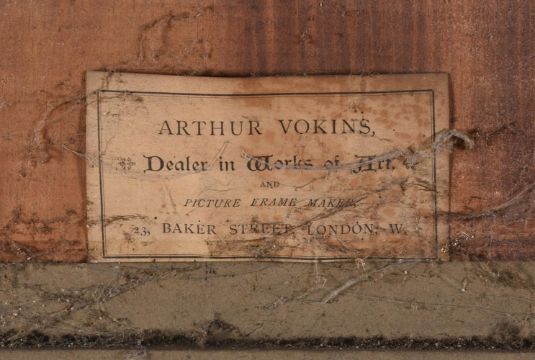 ARTHUR VOKINS,
Dealer in Works of Art.
AND
PICTURE FRAME MAKER,
23, BAKER STREET, LONDON, W.